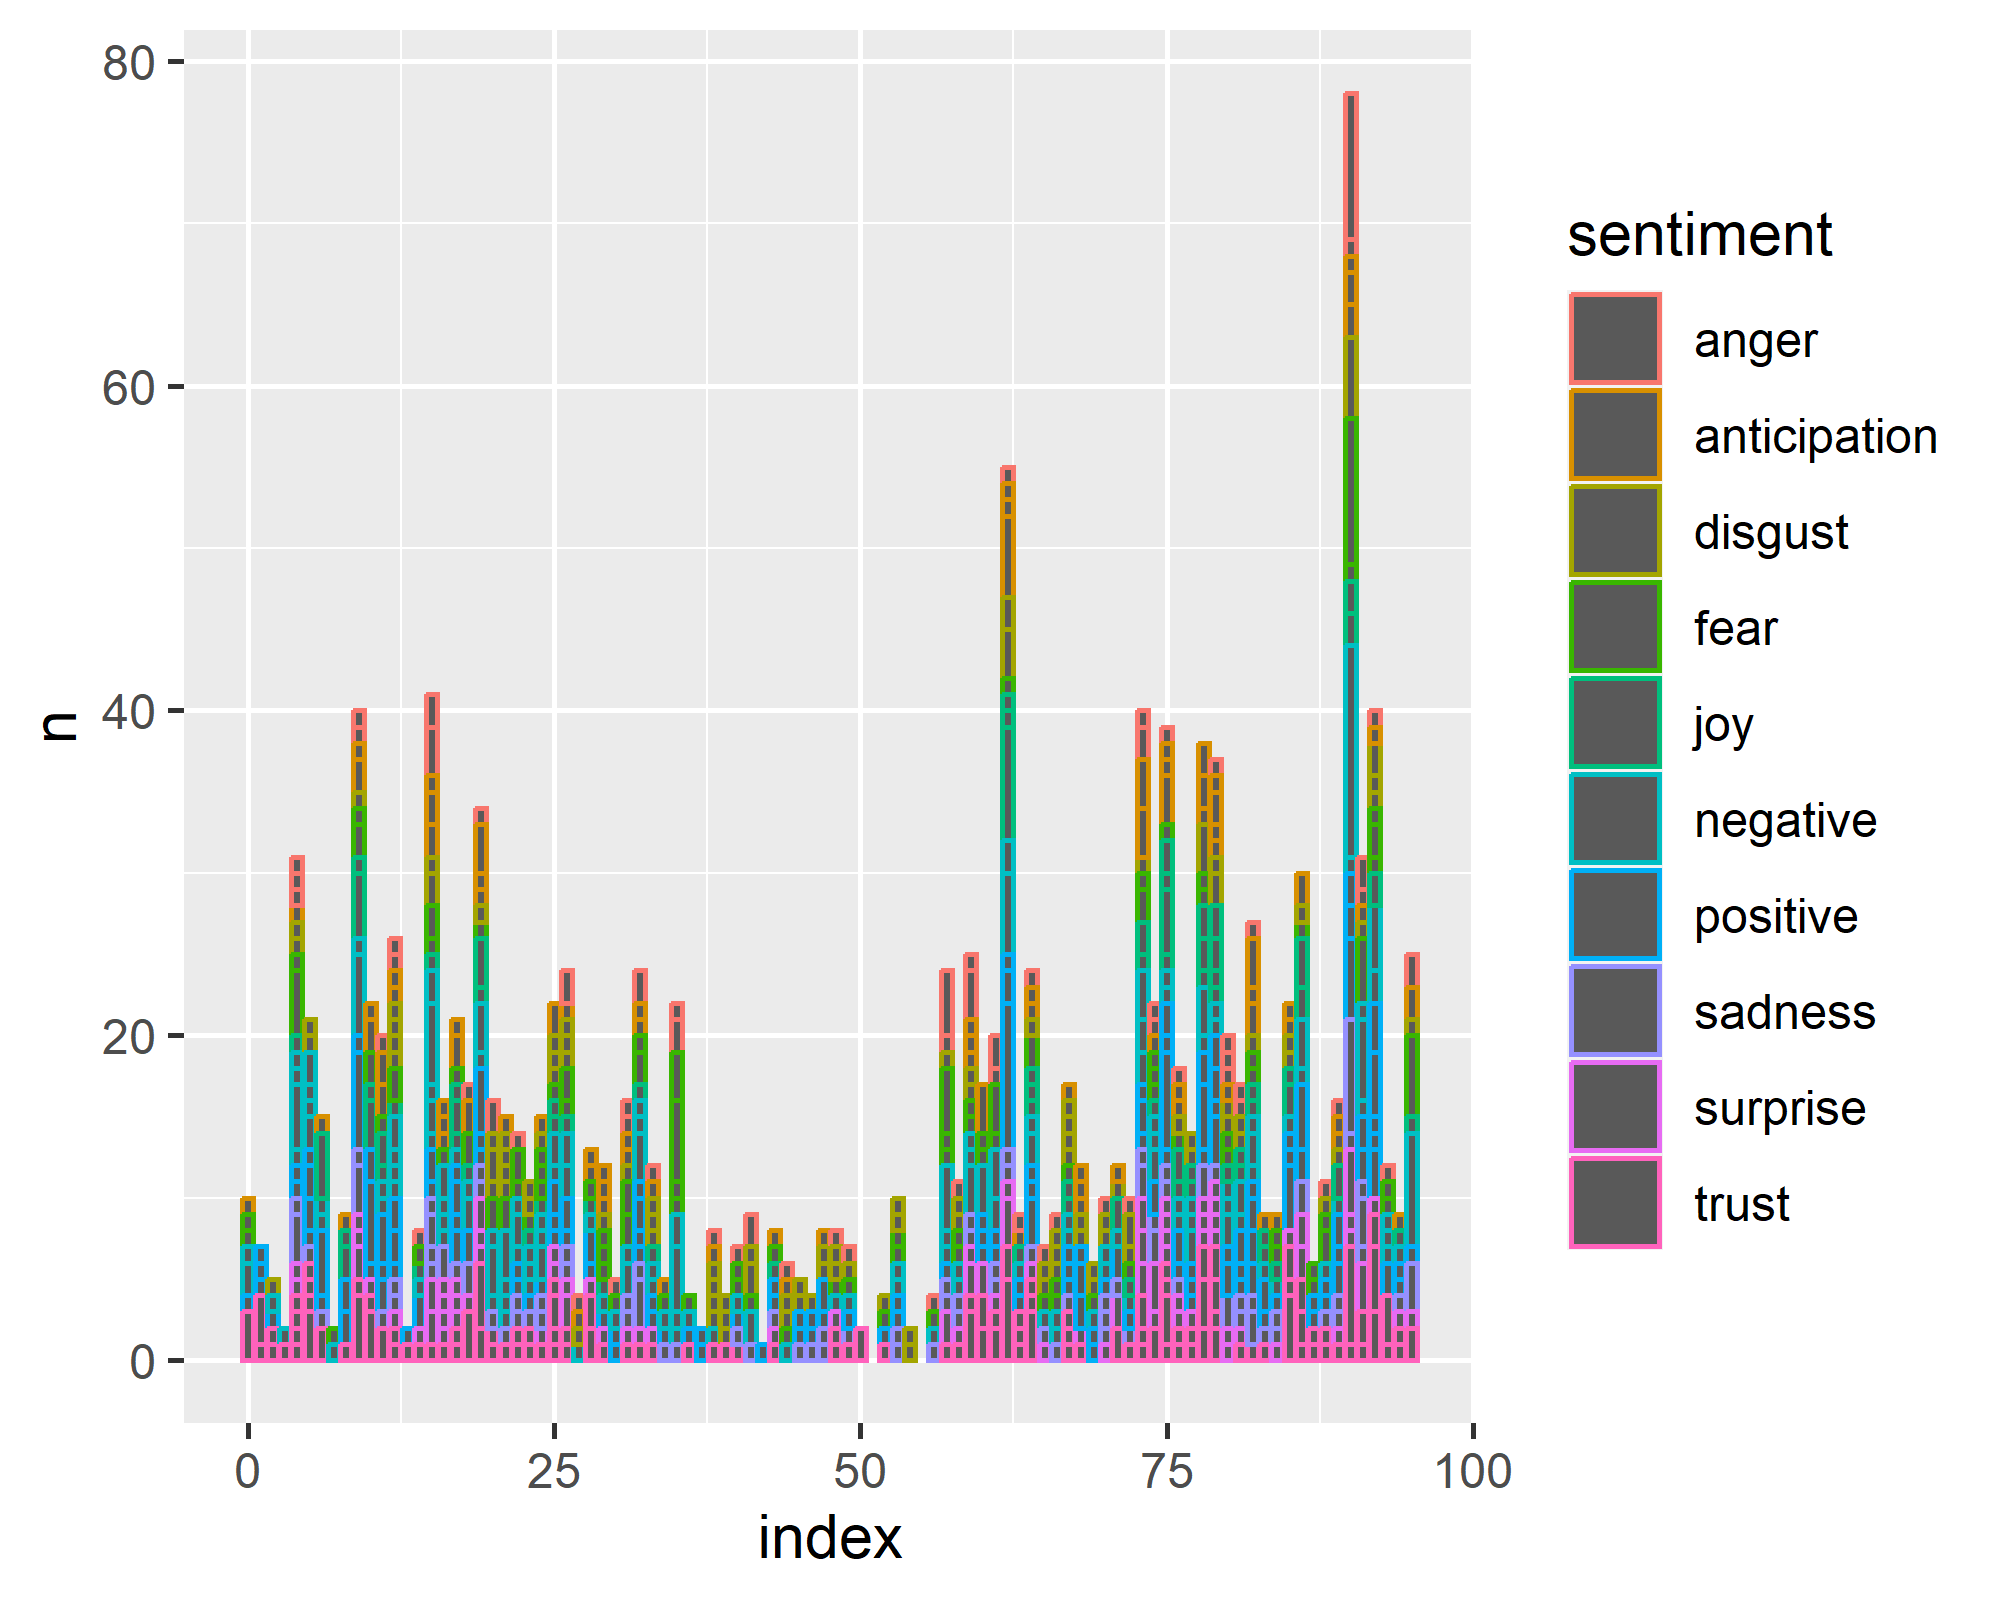 80
60
40
20
0
n
0 25 50 75 100
index
sentiment
anger
anticipation
disgust
fear
joy
negative
positive
sadness
surprise
trust